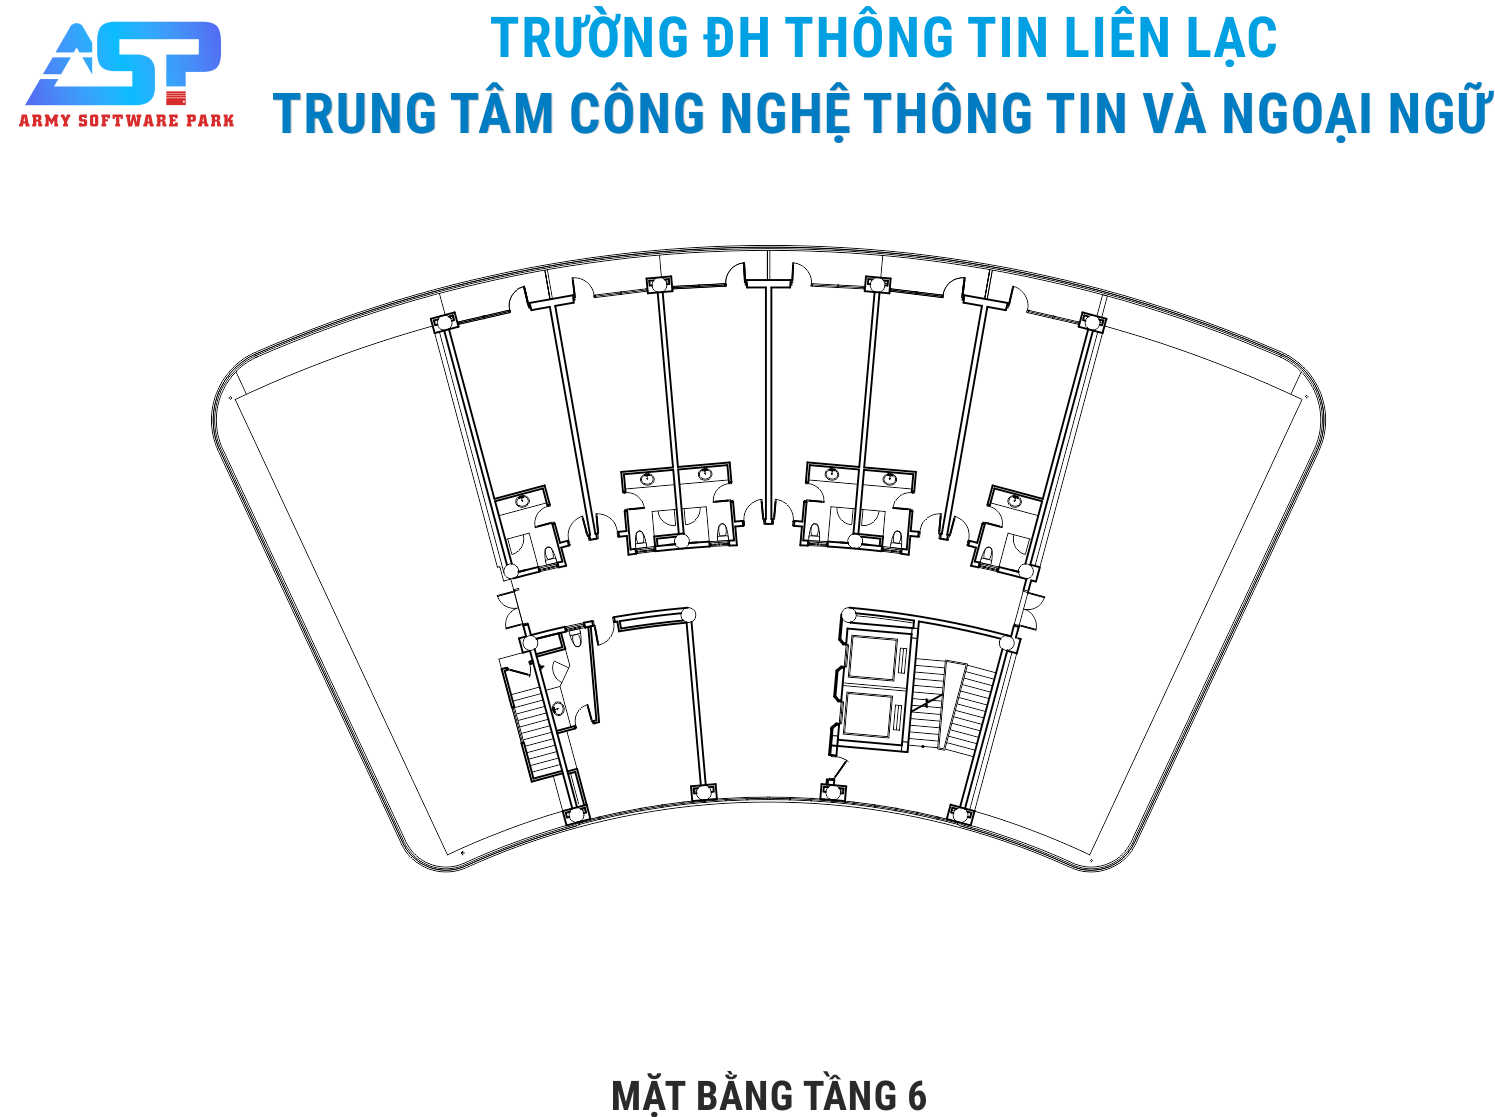 TRƯỜNG ĐH THÔNG TIN LIÊN LẠC
ARMY SOFTWARE PARK
TRUNG TÂM CÔNG NGHỆ THÔNG TIN VÀ NGOẠI NGỮ
MẶT BẰNG TẦNG 6